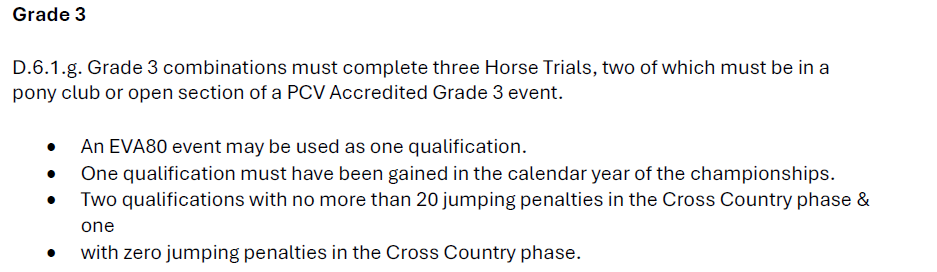 Grade 3
D.6.1.g. Grade 3 combinations must complete three Horse Trials, two of which must be in a
pony club or open section of a PCV Accredited Grade 3 event.
• An EVA80 event may be used as one qualification.
• One qualification must have been gained in the calendar year of the championships.
• Two qualifications with no more than 20 jumping penalties in the Cross Country phase &
one
• with zero jumping penalties in the Cross Country phase.